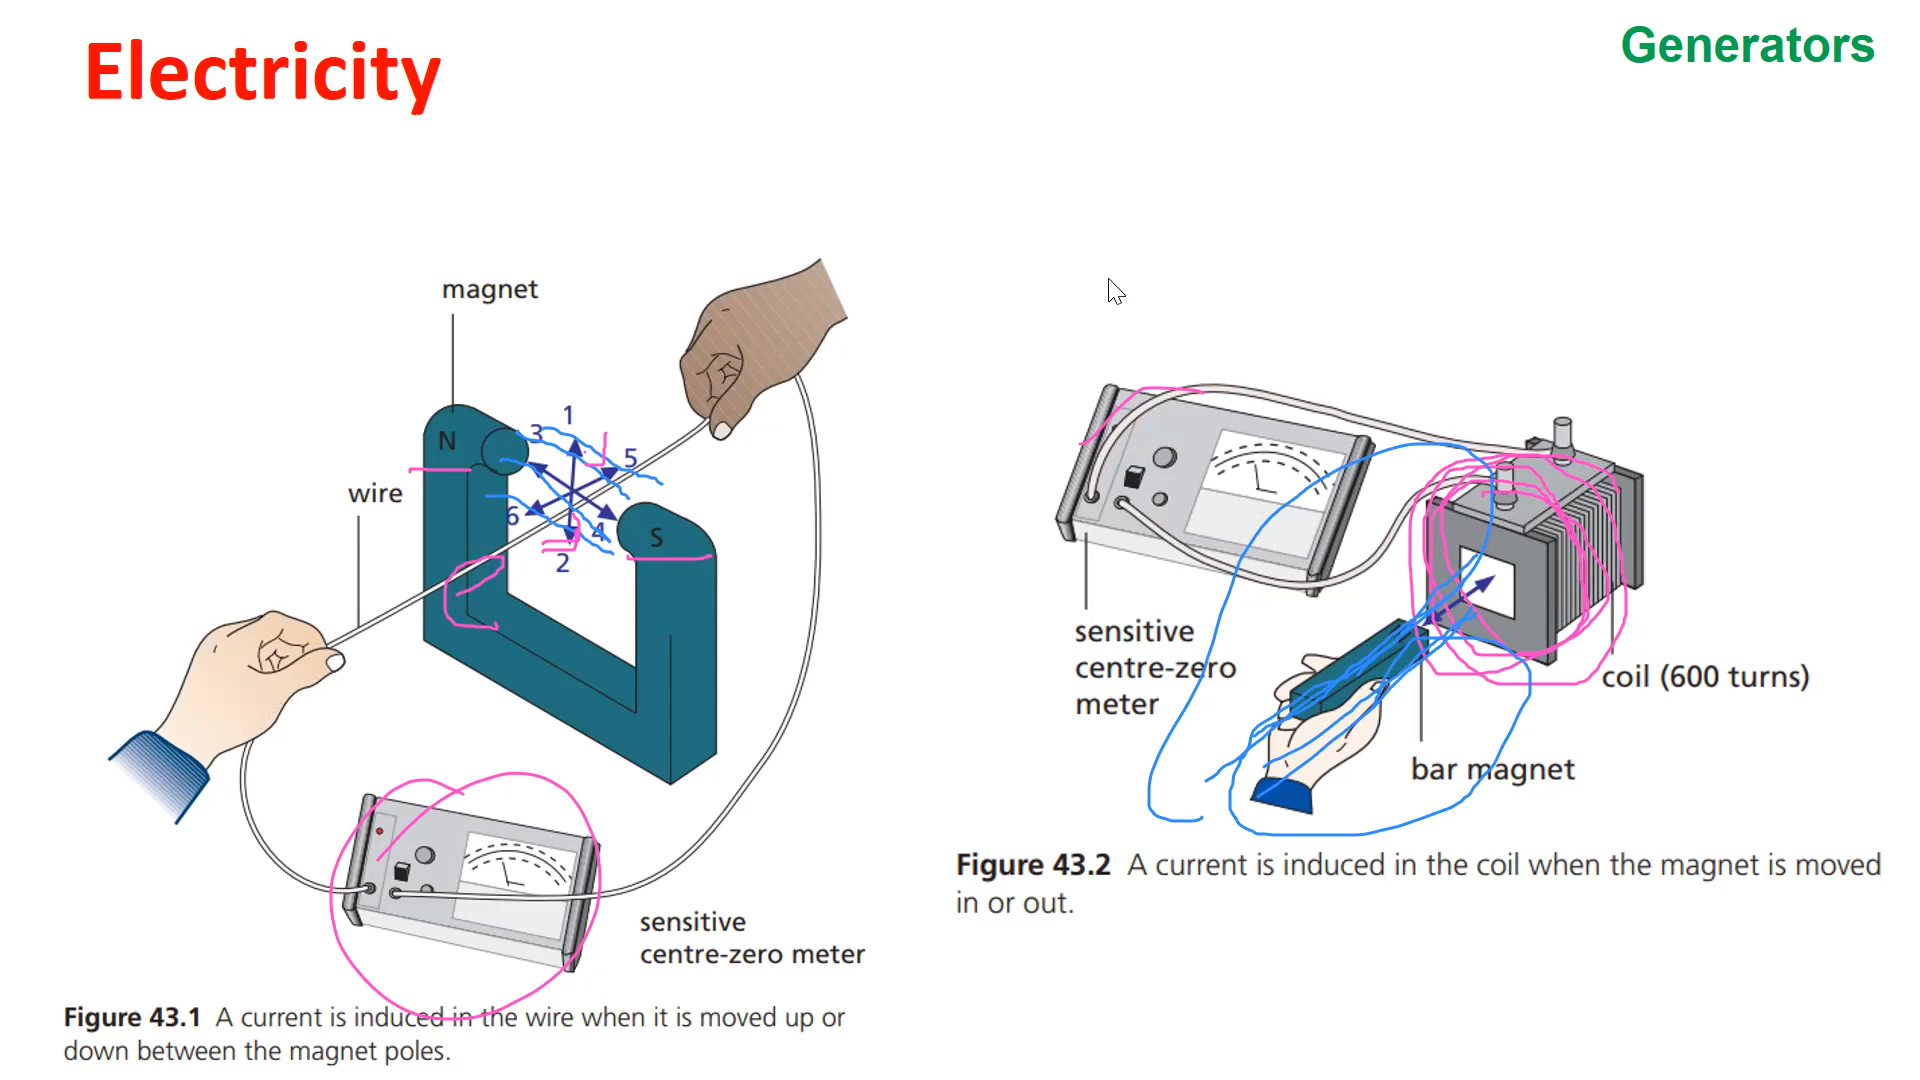 Electricity
Generators
magnet
N
wire
1
3
5
6
4
2
S
sensitive
centre-zero meter
Figure 43.1 A current is induced in the wire when it is moved up or
down between the magnet poles.
sensitive
centre-zero
meter
coil (600 turns)
bar magnet
Figure 43.2 A current is induced in the coil when the magnet is moved
in or out.